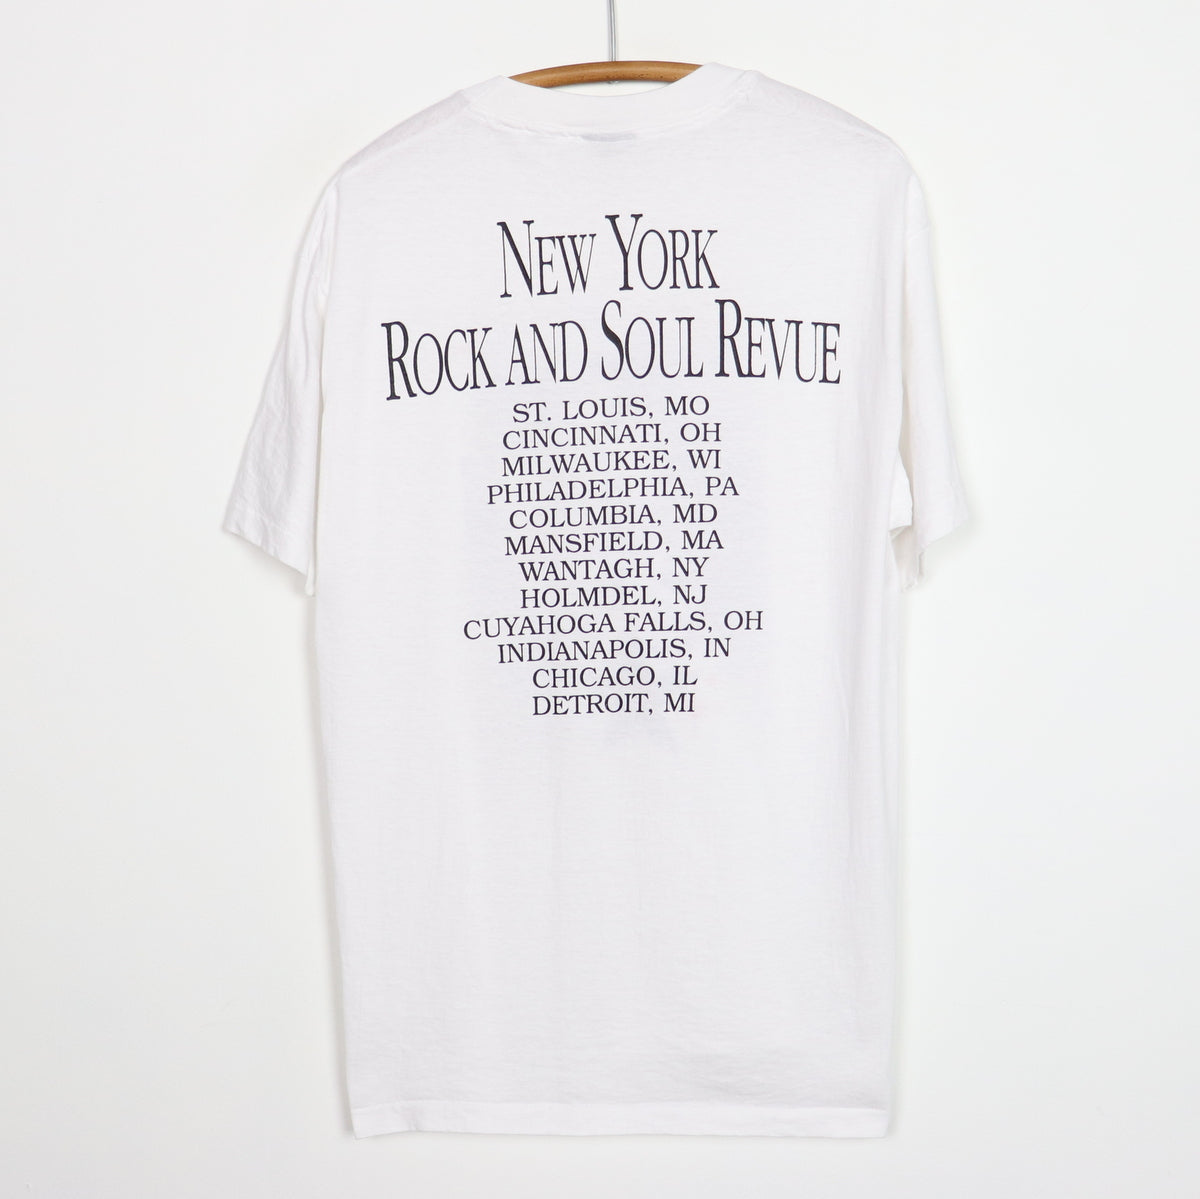 NEW YORK
ROCK AND SOUL REVUE
ST. LOUIS, MO
CINCINNATI, OH
MILWAUKEE, WI
PHILADELPHIA, PA
COLUMBIA, MD
MANSFIELD, MA
WANTAGH, NY
HOLMDEL, NJ
CUYAHOGA FALLS, OH
INDIANAPOLIS, IN
CHICAGO, IL
DETROIT, MI